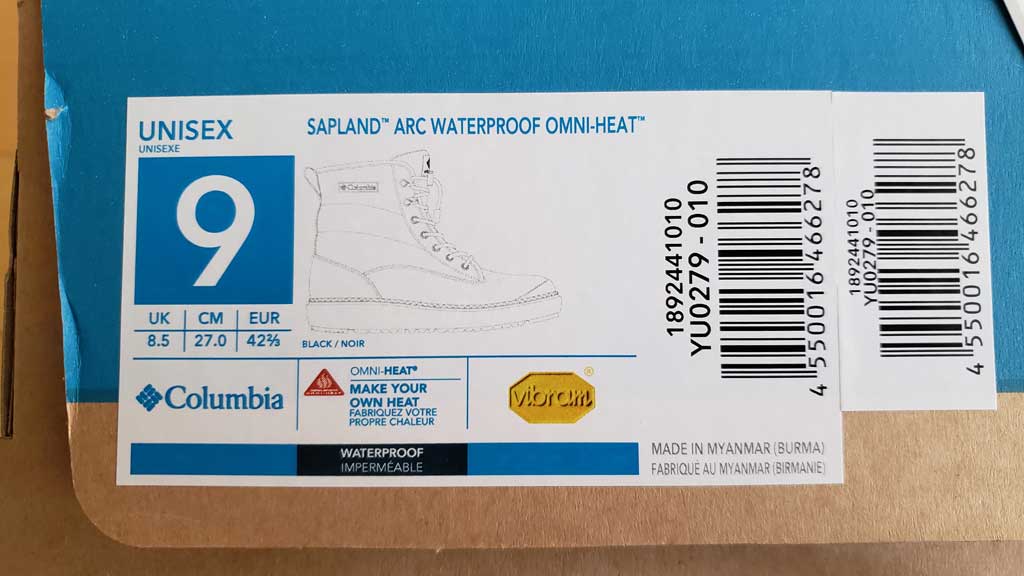 UNISEX
UNISEXE
9
UK CM EUR
8.5 27.0 42⅔
SAPLAND™ ARC WATERPROOF OMNI-HEAT™
Columbia
BLACK / NOIR
Columbia
OMNI-HEAT®
MAKE YOUR
OWN HEAT
FABRIQUEZ VOTRE
PROPRE CHALEUR
vibram®
WATERPROOF
IMPERMÉABLE
MADE IN MYANMAR (BURMA)
FABRIQUÉ AU MYANMAR (BIRMANIE)
1892441010
YU0279 - 010
4 550016 466278
1892441010
YU0279 - 010
4 550016 466278